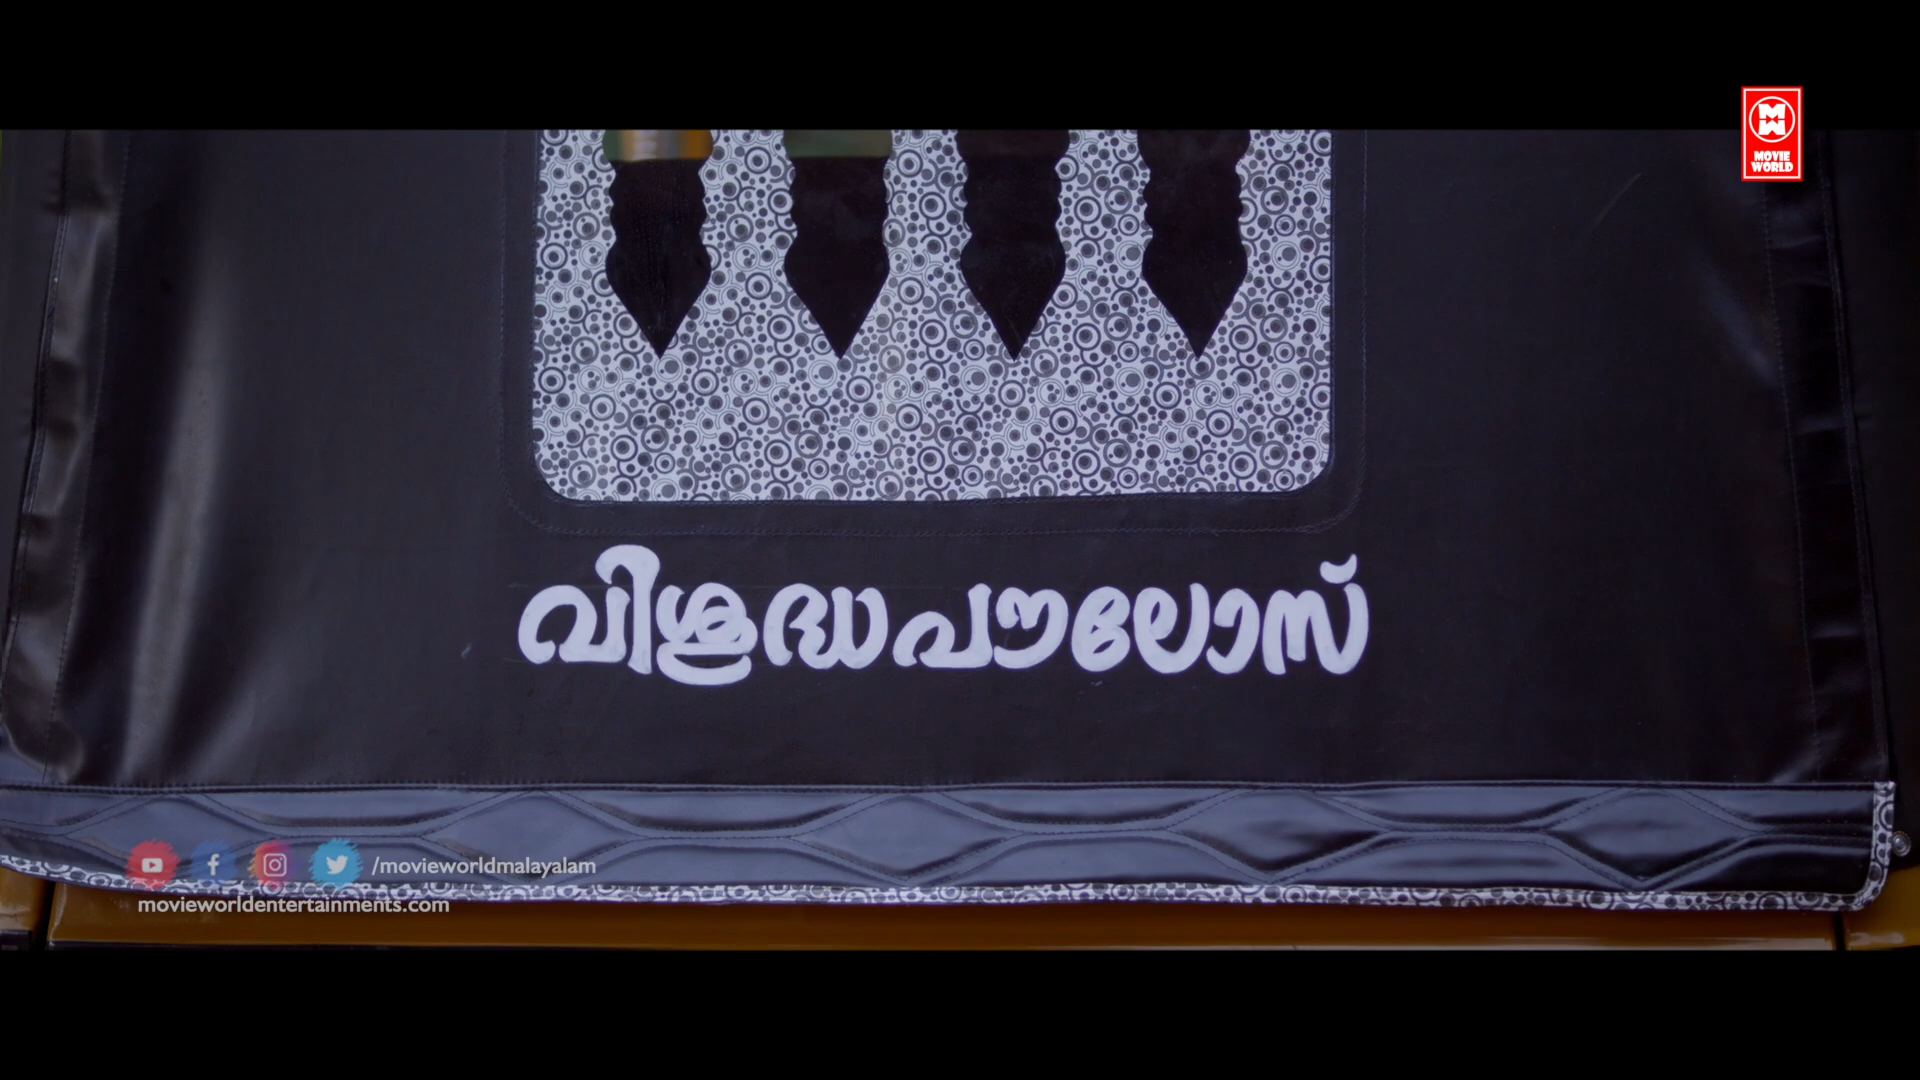 MOVIE
WORLD
വിശുദ്ധപൗലോസ്
/movieworldmalayalam
movieworldentertainments.com